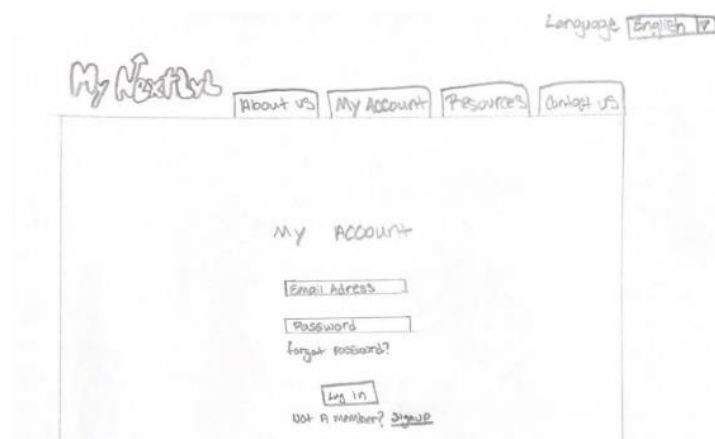 Language English
My NextLvl
About us My Account Resources Contact us
My Account
Email Adress
Password
forgot password?
Log in
Not A member? Signup